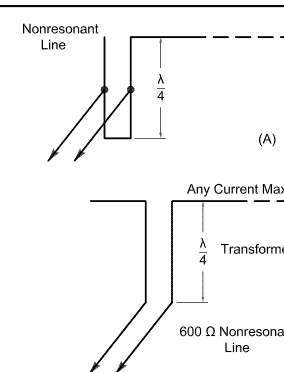 Nonresonant
Line
λ
4
(A)
Any Current Max
λ
4
Transforme
600 Ω Nonresona
Line